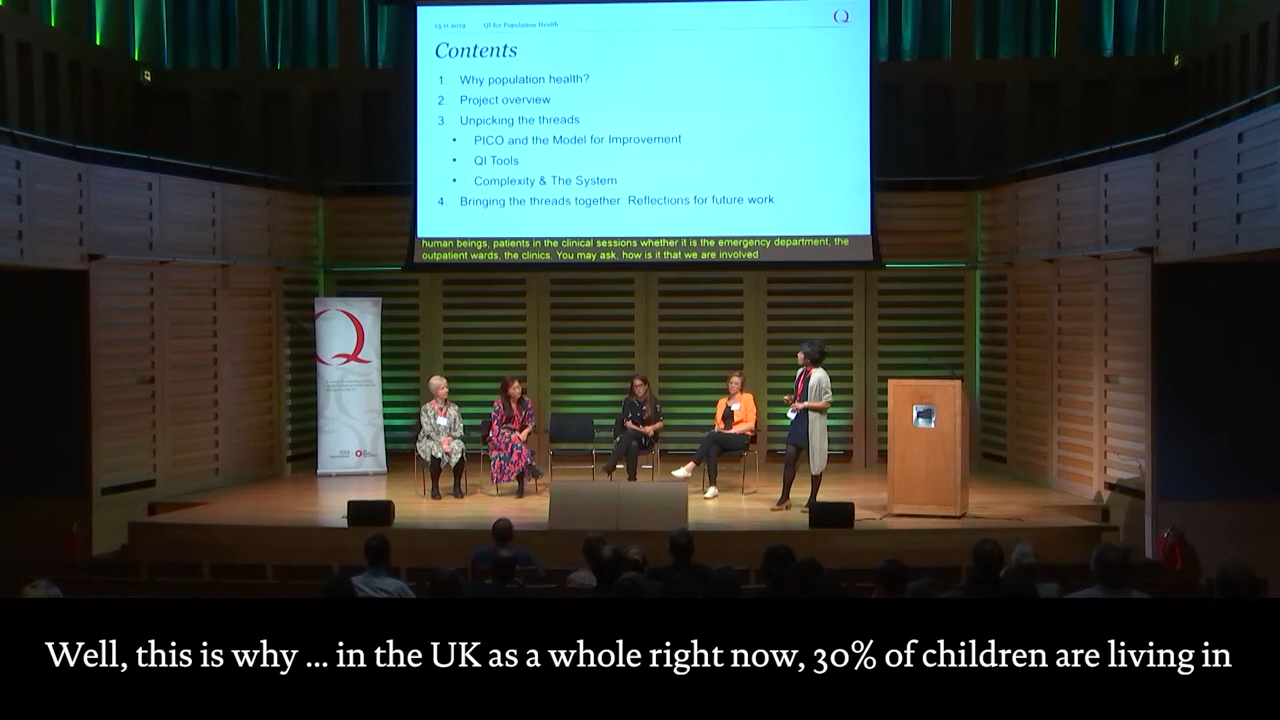 13.11.2019 QI for Population Health
Q
Contents
1. Why population health?
2. Project overview
3. Unpicking the threads
• PICO and the Model for Improvement
• QI Tools
• Complexity & The System
4. Bringing the threads together: Reflections for future work
human beings, patients in the clinical sessions whether it is the emergency department, the
outpatient wards, the clinics. You may ask, how is it that we are involved
Q
Well, this is why ... in the UK as a whole right now, 30% of children are living in